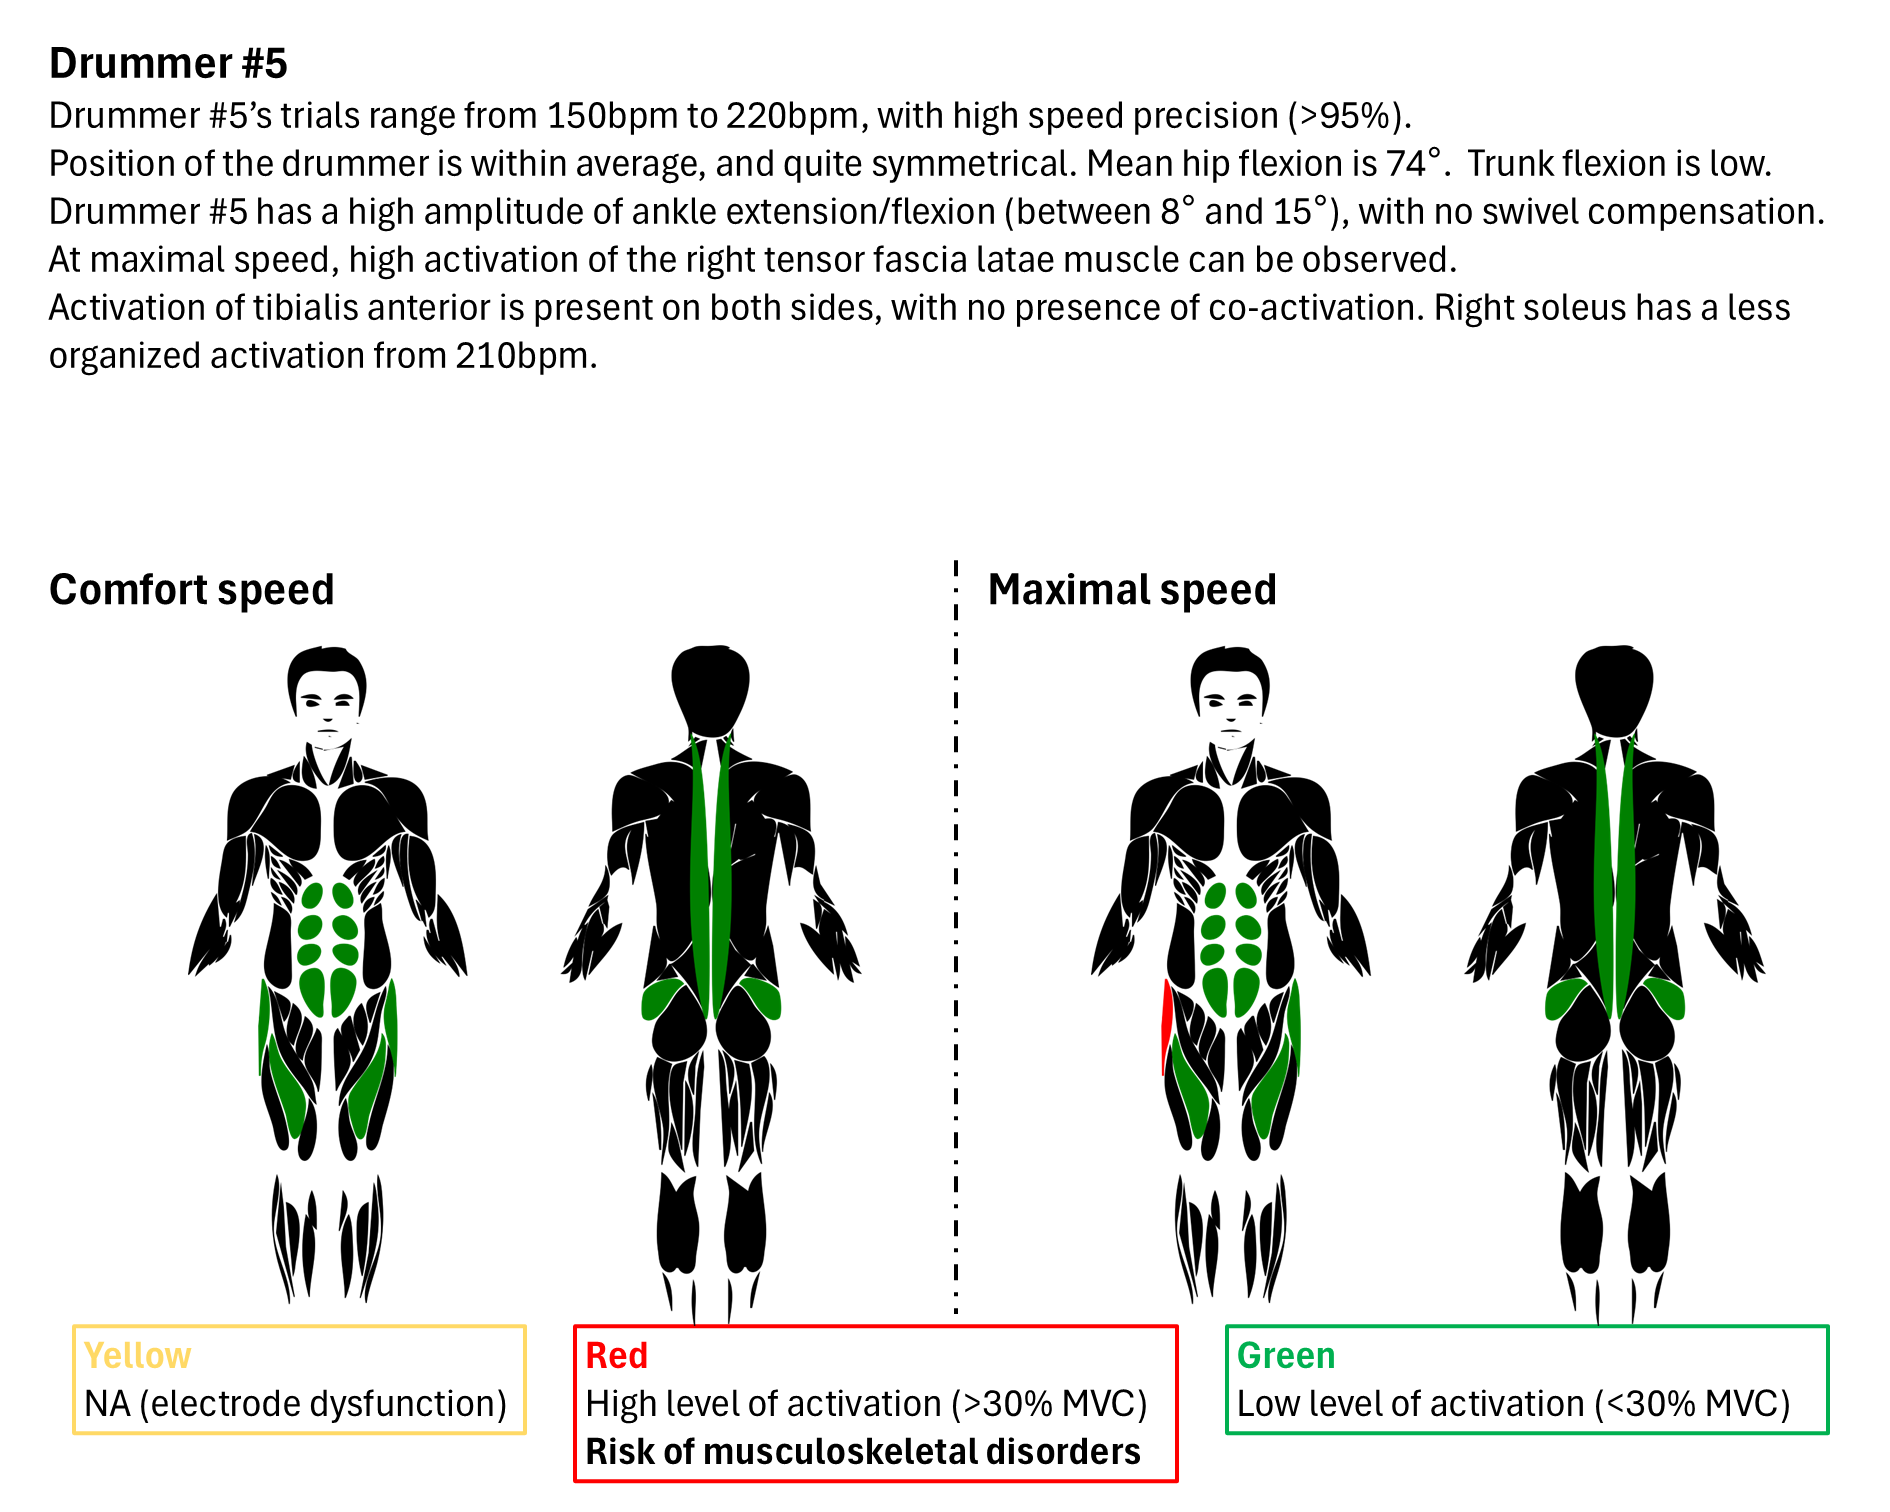 Drummer #5
Drummer #5’s trials range from 150bpm to 220bpm, with high speed precision (>95%).
Position of the drummer is within average, and quite symmetrical. Mean hip flexion is 74°.  Trunk flexion is low.
Drummer #5 has a high amplitude of ankle extension/flexion (between 8° and 15°), with no swivel compensation.
At maximal speed, high activation of the right tensor fascia latae muscle can be observed.
Activation of tibialis anterior is present on both sides, with no presence of co-activation. Right soleus has a less
organized activation from 210bpm.
Comfort speed
Maximal speed
Yellow
NA (electrode dysfunction)
Red
High level of activation (>30% MVC)
Risk of musculoskeletal disorders
Green
Low level of activation (<30% MVC)